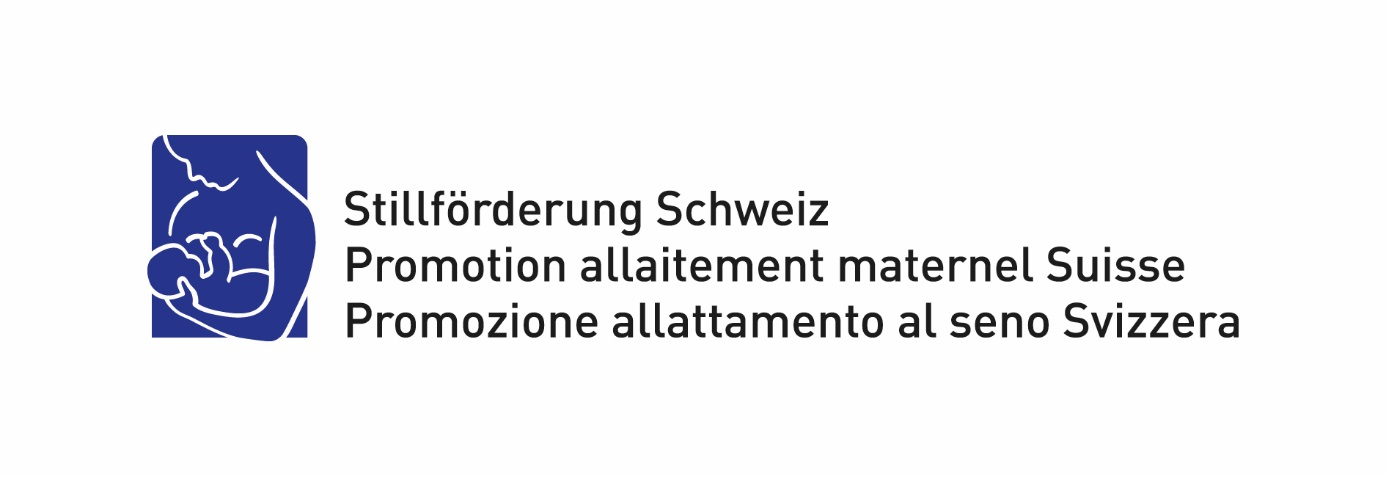 Stillförderung Schweiz
Promotion allaitement maternel Suisse
Promozione allattamento al seno Svizzera